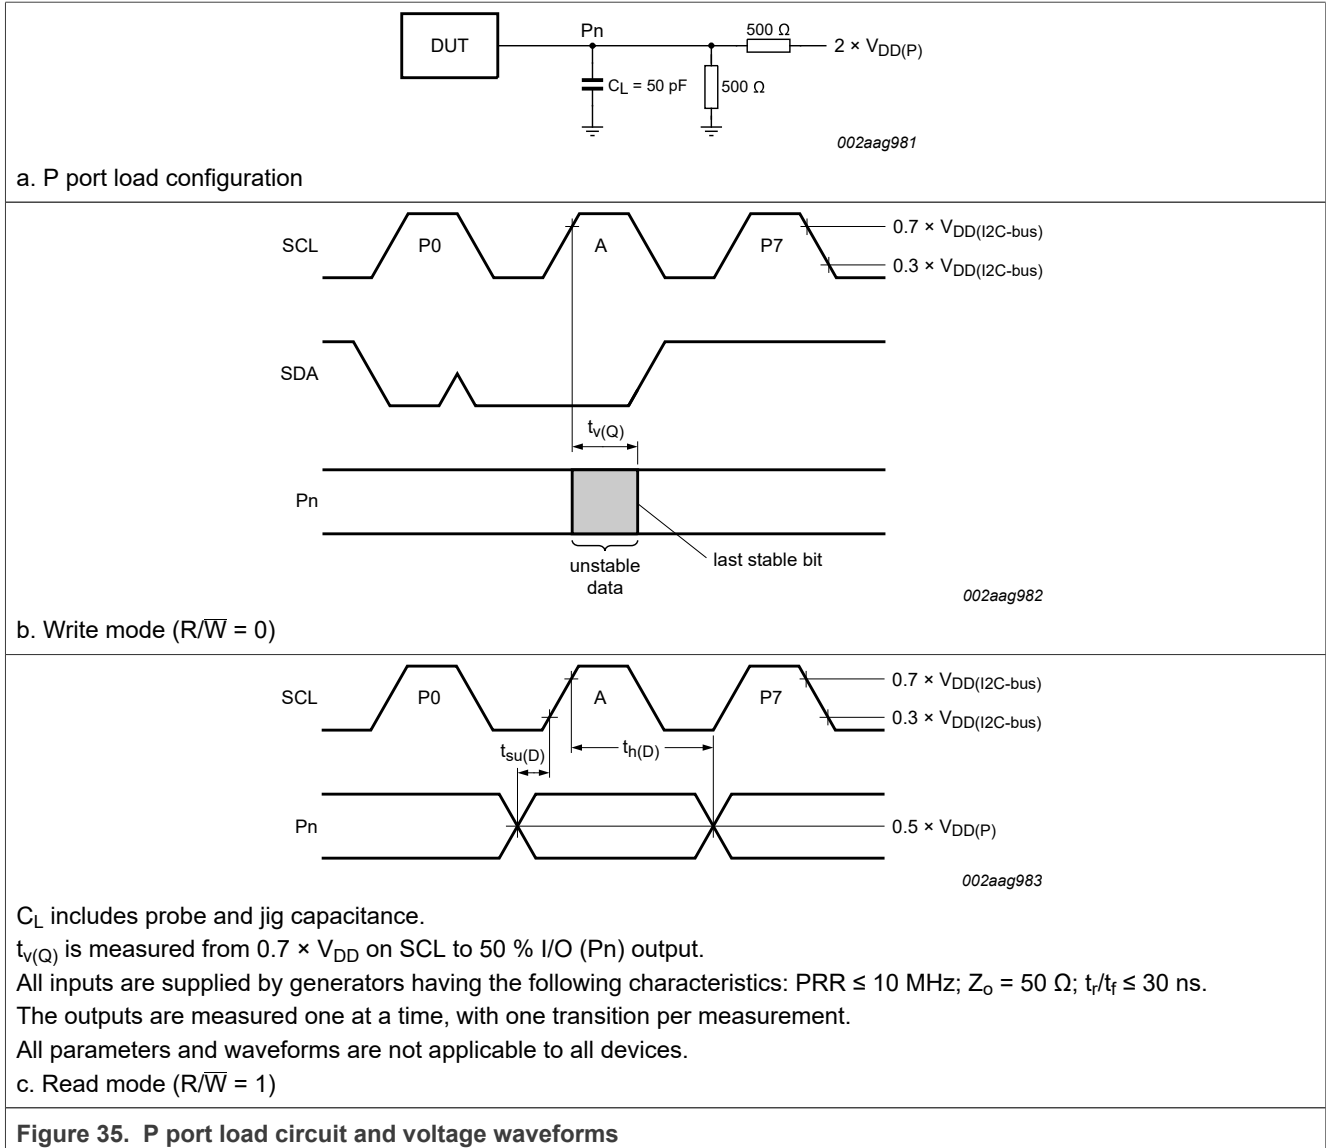 DUT
Pn
500 Ω
2 × VDD(P)
CL = 50 pF
500 Ω
002aag981
a. P port load configuration
SCL
P0
A
P7
0.7 × VDD(I2C-bus)
0.3 × VDD(I2C-bus)
SDA
tv(Q)
Pn
unstable
data
last stable bit
002aag982
b. Write mode (R/W̅ = 0)
SCL
P0
A
P7
0.7 × VDD(I2C-bus)
0.3 × VDD(I2C-bus)
tsu(D)
th(D)
Pn
0.5 × VDD(P)
002aag983
CL includes probe and jig capacitance.
tv(Q) is measured from 0.7 × VDD on SCL to 50 % I/O (Pn) output.
All inputs are supplied by generators having the following characteristics: PRR ≤ 10 MHz; Zo = 50 Ω; tr/tf ≤ 30 ns.
The outputs are measured one at a time, with one transition per measurement.
All parameters and waveforms are not applicable to all devices.
c. Read mode (R/W̅ = 1)
Figure 35. P port load circuit and voltage waveforms